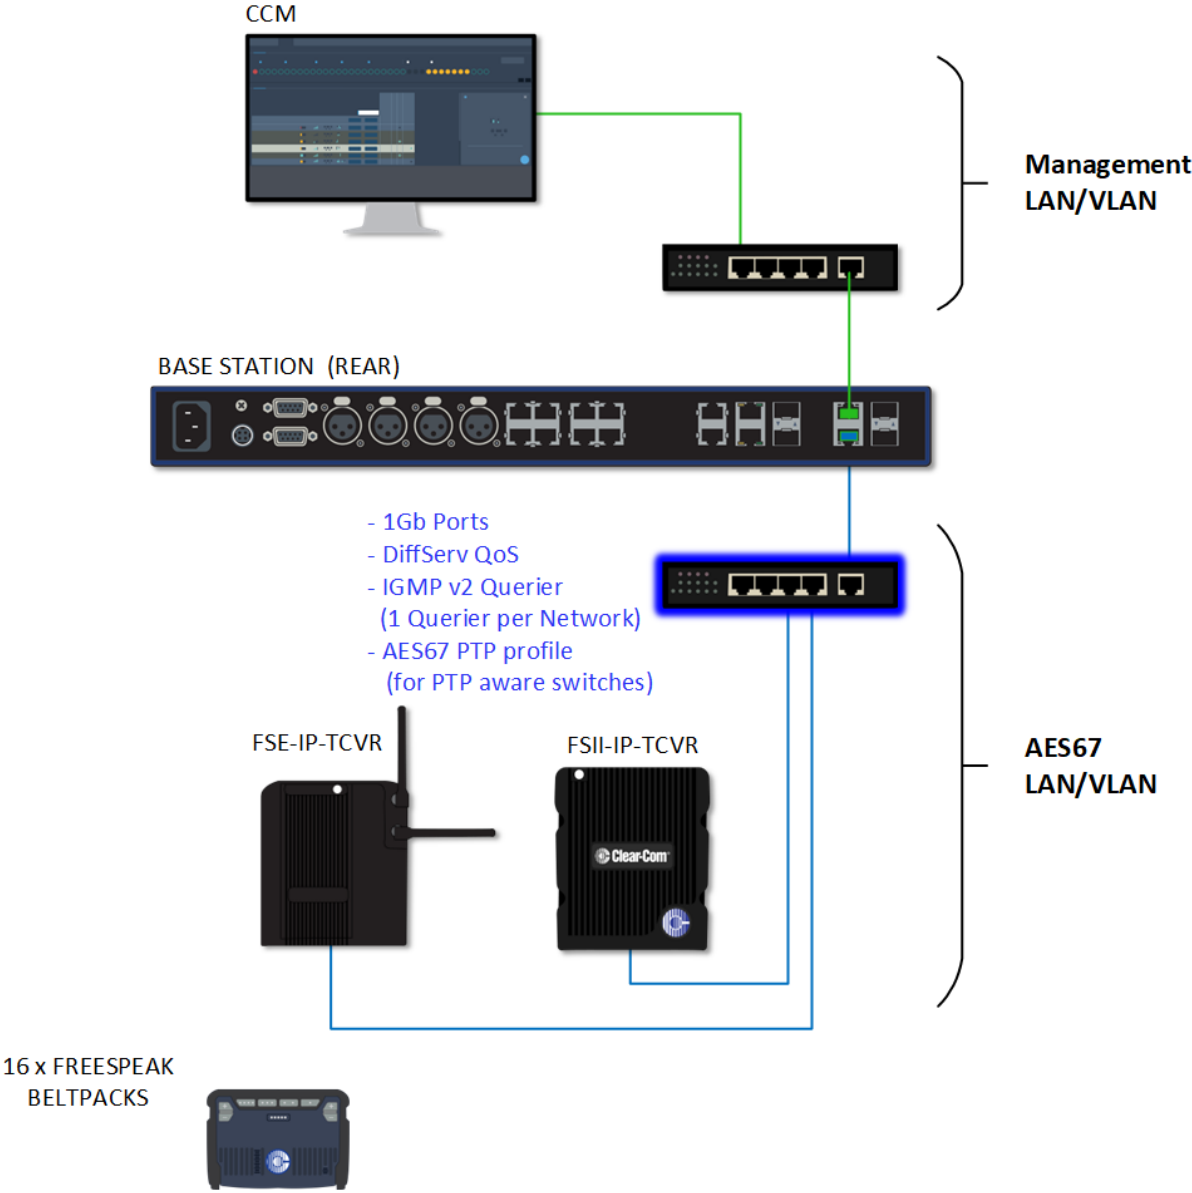 CCM
Management
LAN/VLAN
BASE STATION (REAR)
- 1Gb Ports
- DiffServ QoS
- IGMP v2 Querier
(1 Querier per Network)
- AES67 PTP profile
(for PTP aware switches)
FSE-IP-TCVR
FSII-IP-TCVR
Clear-Com
AES67
LAN/VLAN
16 x FREESPEAK
BELTPACKS